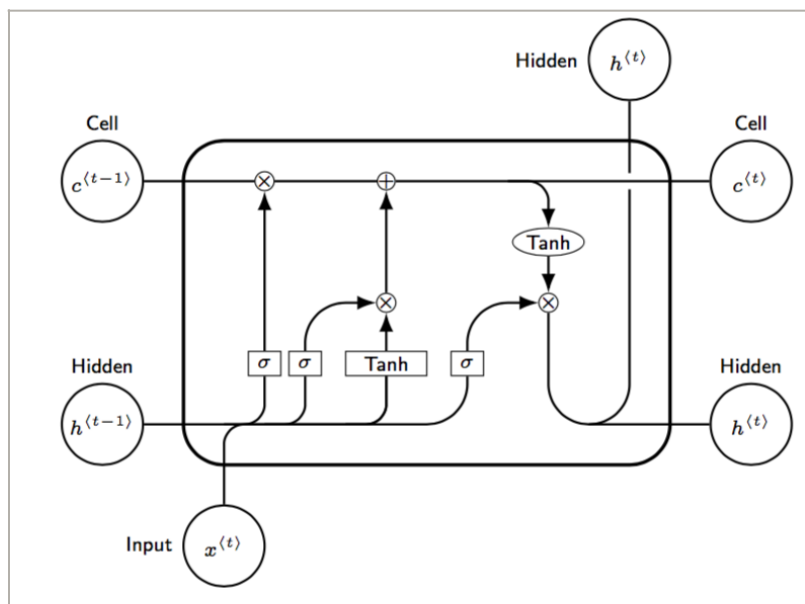 Hidden
h⟨t⟩
Cell
Cell
c⟨t−1⟩
×
+
c⟨t⟩
Tanh
×
×
σ
σ
Tanh
σ
Hidden
Hidden
h⟨t−1⟩
h⟨t⟩
Input
x⟨t⟩